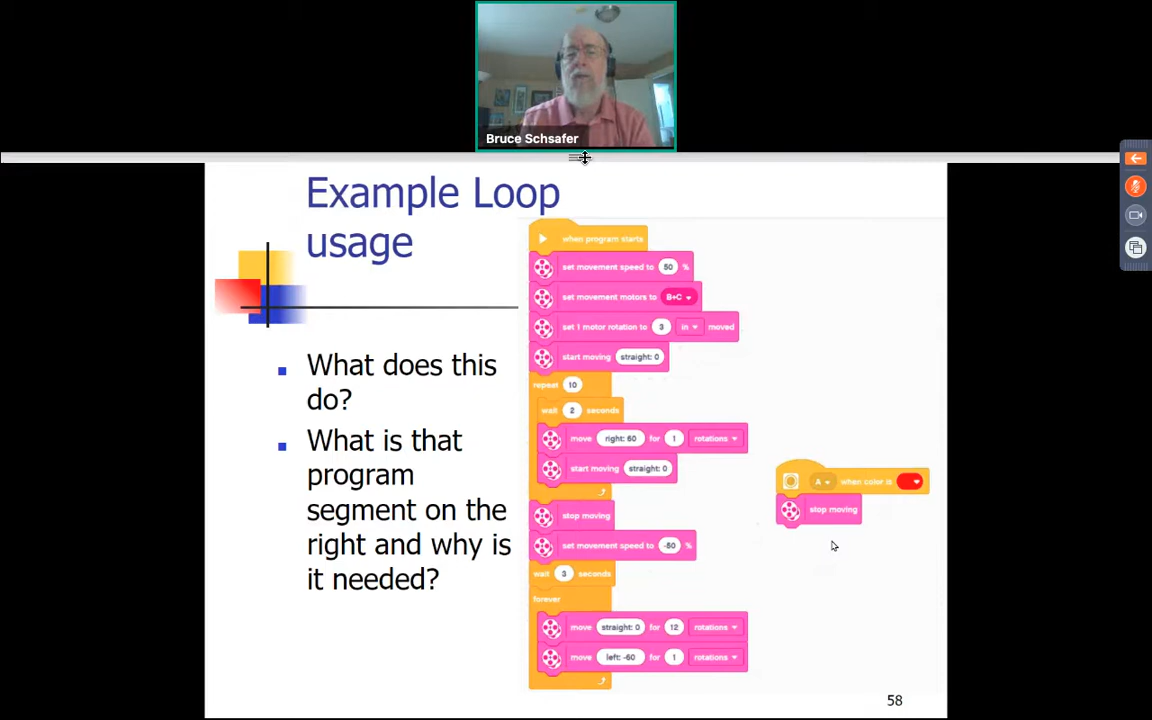 Bruce Schsafer
Example Loop
usage
What does this
do?
What is that
program
segment on the
right and why is
it needed?
when program starts
set movement speed to 50 %
set movement motors to B+C
set 1 motor rotation to 3 in moved
start moving straight: 0
repeat 10
wait 2 seconds
move right: 60 for 1 rotations
start moving straight: 0
stop moving
set movement speed to -50 %
wait 3 seconds
forever
move straight: 0 for 12 rotations
move left: -60 for 1 rotations
A when color is
stop moving
58